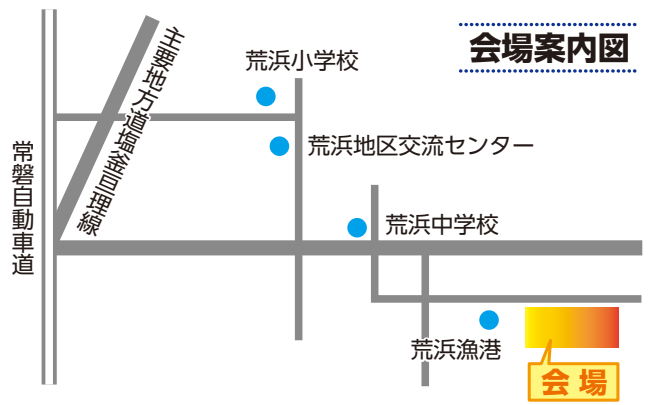 会場案内図
主要地方道塩釜亘理線
荒浜小学校
荒浜地区交流センター
常磐自動車道
荒浜中学校
荒浜漁港
会場